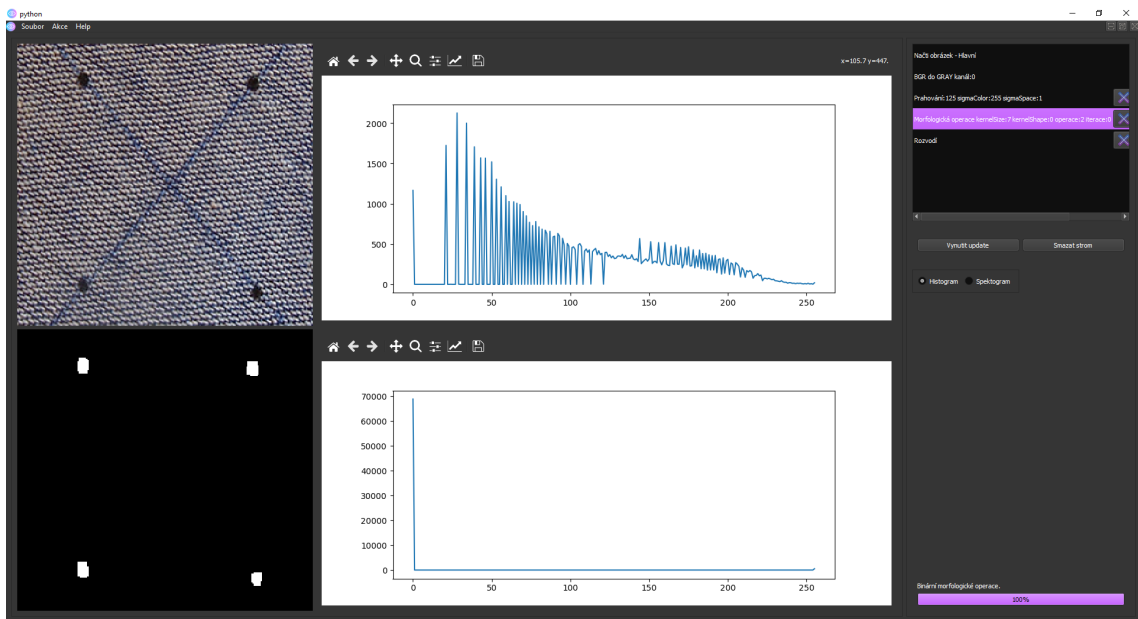 python
Soubor Akce Help
x=105.7 y=447.
2000
1500
1000
500
0
0 50 100 150 200 250
70000
60000
50000
40000
30000
20000
10000
0
0 50 100 150 200 250
Načti obrázek - Hlavní
BGR do GRAY kanál:0
Prahování: 125 sigmaColor:255 sigmaSpace:1
Morfologická operace kernelSize:7 kernelShape:0 operace:2 iterace:0
Rozvodí
Vynutit update Smazat strom
Histogram Spektogram
Binární morfologické operace.
100%